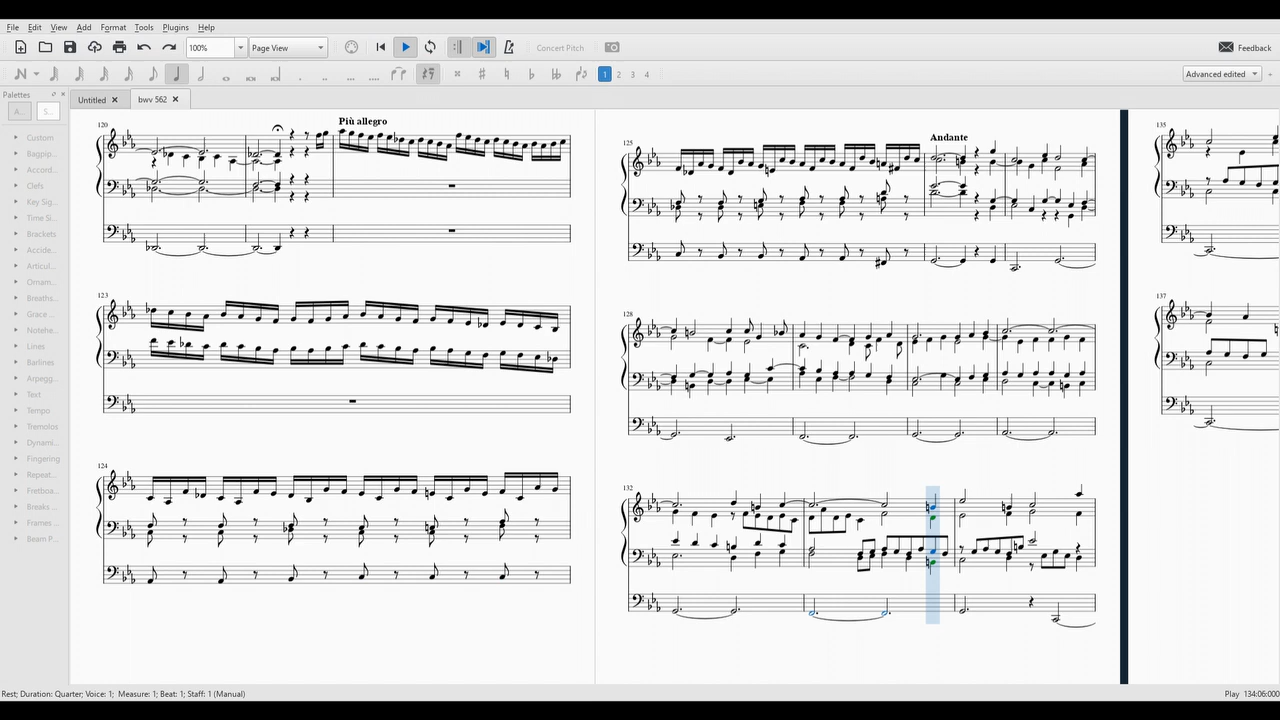 File Edit View Add Format Tools Plugins Help
100% Page View Concert Pitch Feedback
1 2 3 4 Advanced edited
Palettes
Untitled bwv 562
A... S...
Custom
Bagpip...
Accord...
Clefs
Key Sig...
Time Si...
Brackets
Accide...
Articul...
Ornam...
Breaths...
Grace ...
Notehe...
Lines
Barlines
Arpegg...
Text
Tempo
Tremolos
Dynami...
Fingering
Repeat...
Fretboa...
Breaks ...
Frames ...
Beam P...
120
Più allegro
123
124
125
Andante
128
132
135
137
Rest; Duration: Quarter; Voice: 1; Measure: 1; Beat: 1; Staff: 1 (Manual)
Play 134:06:000